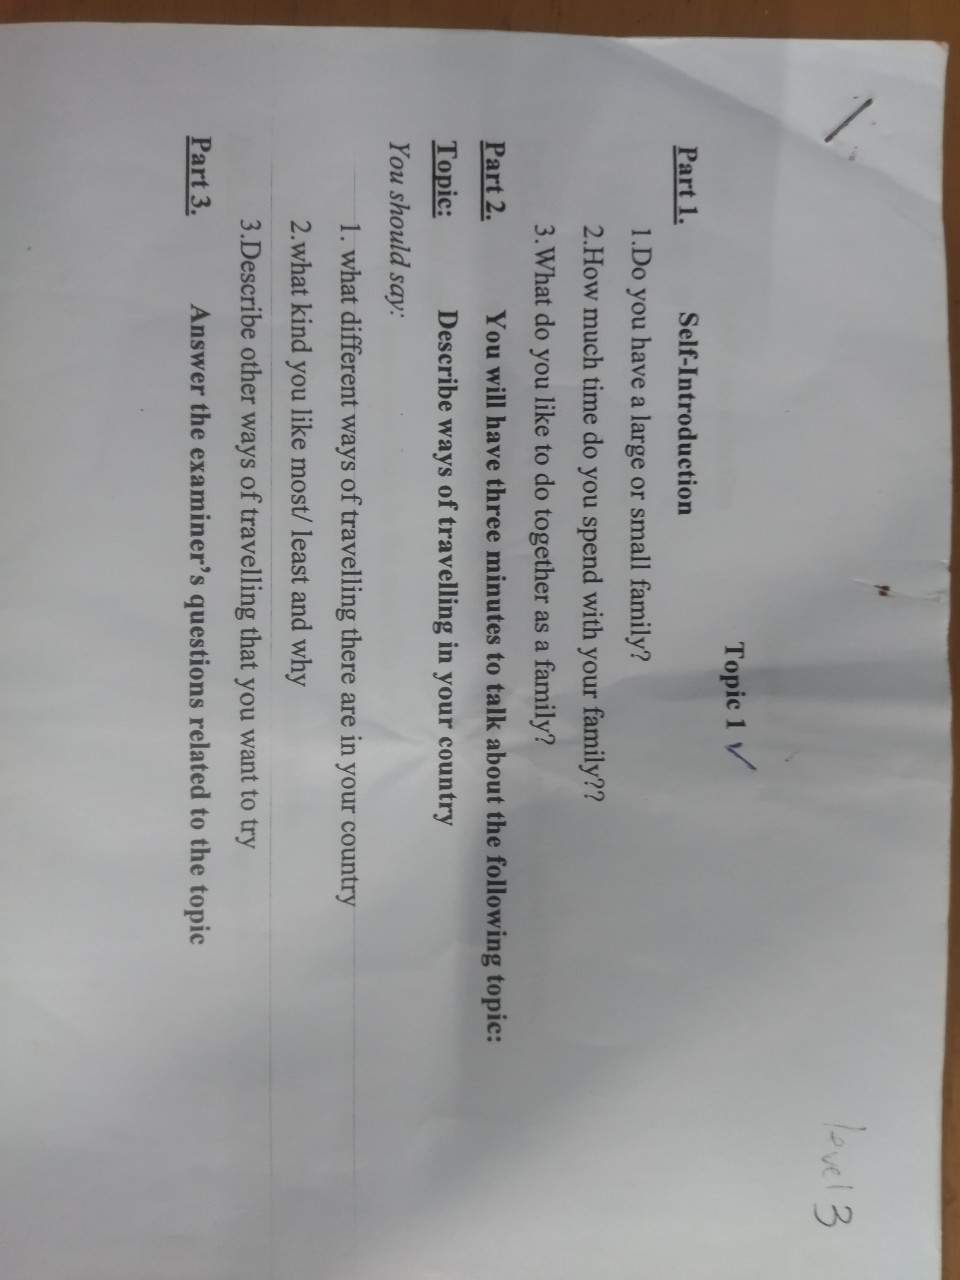 level 3
Topic 1 ✓
Part 1. Self-Introduction
1.Do you have a large or small family?
2.How much time do you spend with your family??
3.What do you like to do together as a family?
Part 2. You will have three minutes to talk about the following topic:
Topic: Describe ways of travelling in your country
You should say:
1. what different ways of travelling there are in your country
2.what kind you like most/ least and why
3.Describe other ways of travelling that you want to try
Part 3. Answer the examiner's questions related to the topic